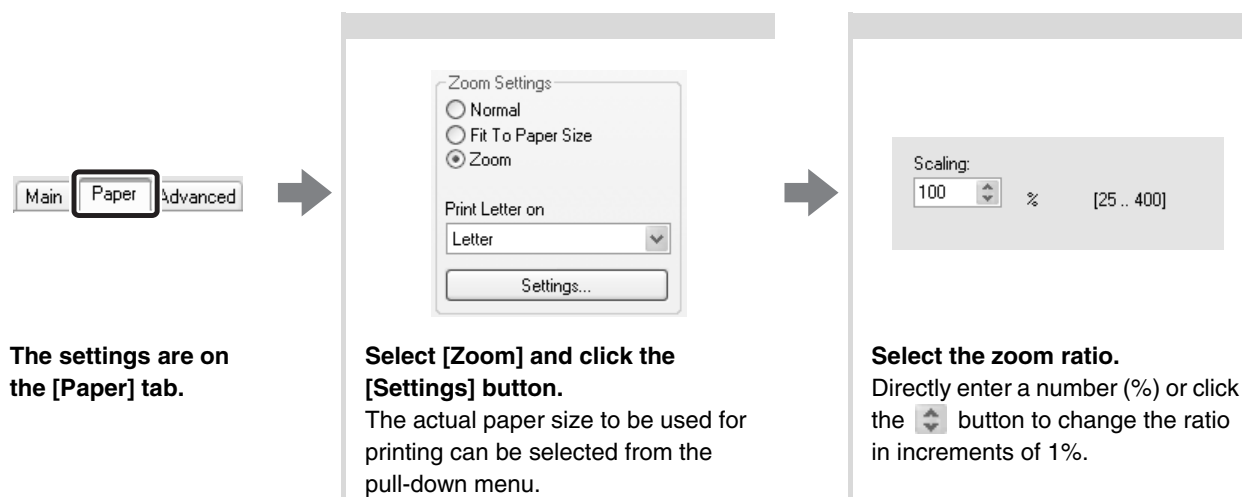 Main Paper Advanced
The settings are on
the [Paper] tab.
Zoom Settings
Normal
Fit To Paper Size
Zoom
Print Letter on
Letter
Settings...
Select [Zoom] and click the
[Settings] button.
The actual paper size to be used for
printing can be selected from the
pull-down menu.
Scaling:
100 % [25 .. 400]
Select the zoom ratio.
Directly enter a number (%) or click
the button to change the ratio
in increments of 1%.